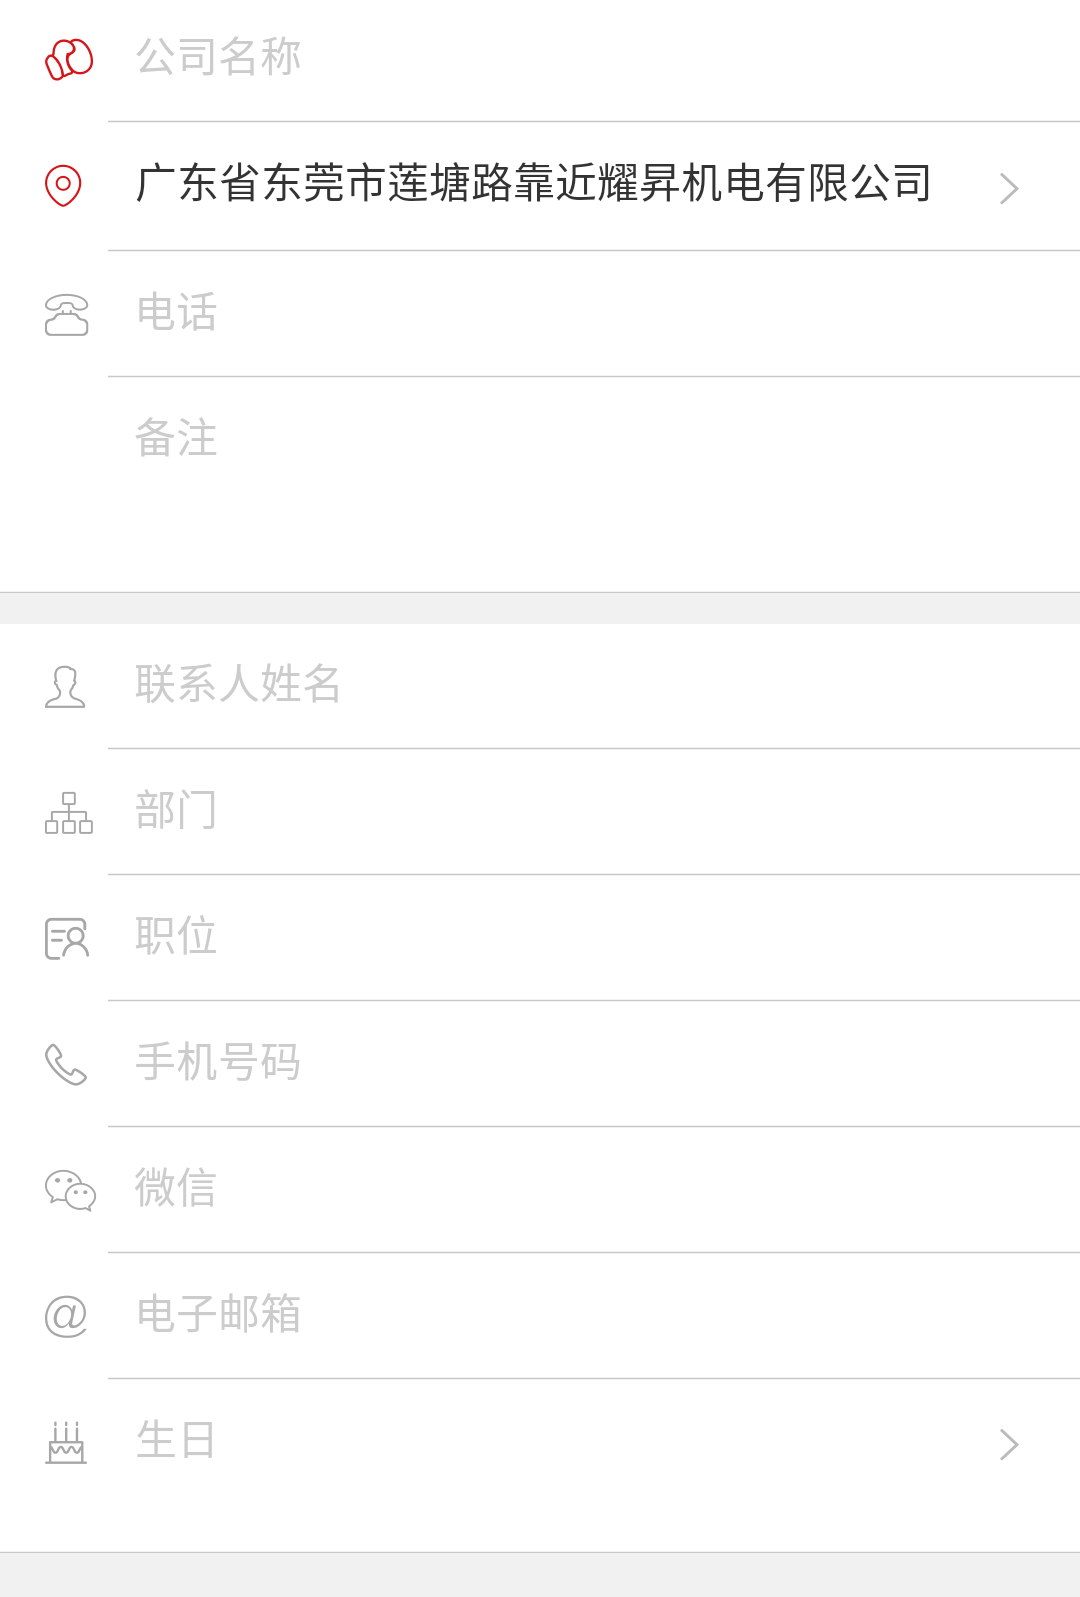 公司名称
广东省东莞市莲塘路靠近耀昇机电有限公司
电话
备注
联系人姓名
部门
职位
手机号码
微信
@ 电子邮箱
生日